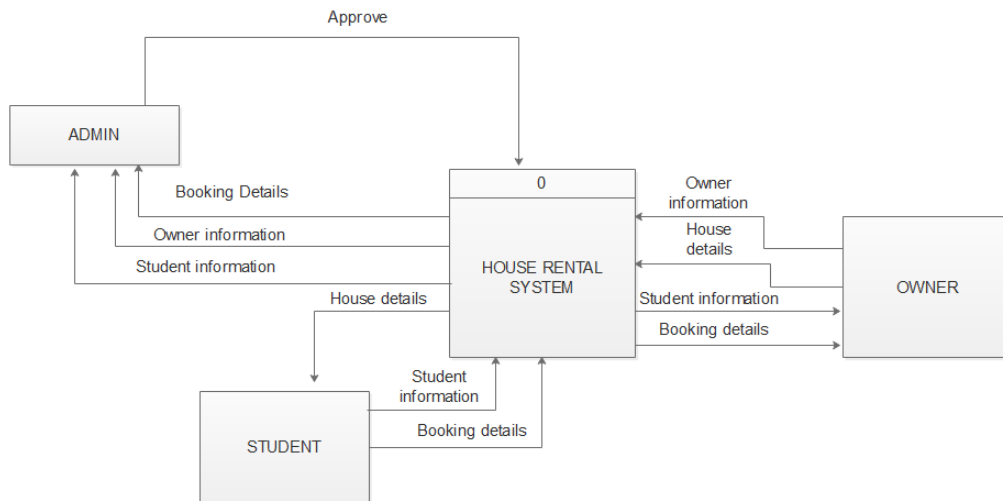 Approve
ADMIN
0
Booking Details
Owner
information
Owner information
House
details
Student information
HOUSE RENTAL
SYSTEM
OWNER
House details
Student information
Booking details
Student
information
Booking details
STUDENT